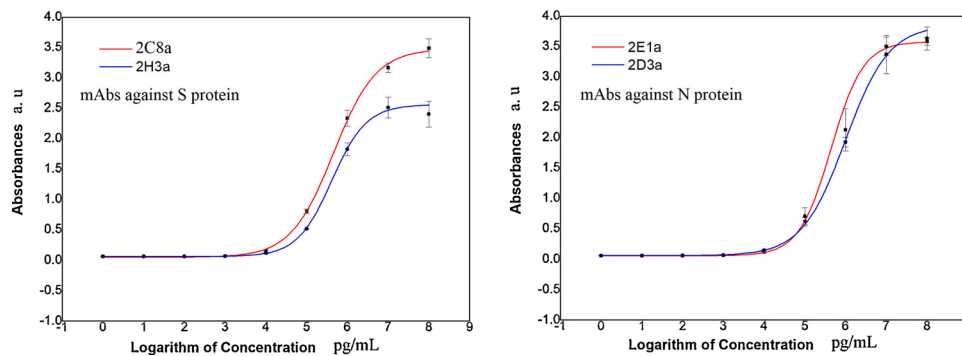 4.0
3.5
3.0
2.5
2.0
1.5
1.0
0.5
0.0
-0.5
-1.0
Absorbances a. u
2C8a
2H3a
mAbs against S protein
-1 0 1 2 3 4 5 6 7 8 9
Logarithm of Concentration pg/mL
4.0
3.5
3.0
2.5
2.0
1.5
1.0
0.5
0.0
-0.5
-1.0
Absorbances a. u
2E1a
2D3a
mAbs against N protein
-1 0 1 2 3 4 5 6 7 8
Logarithm of Concentration pg/mL